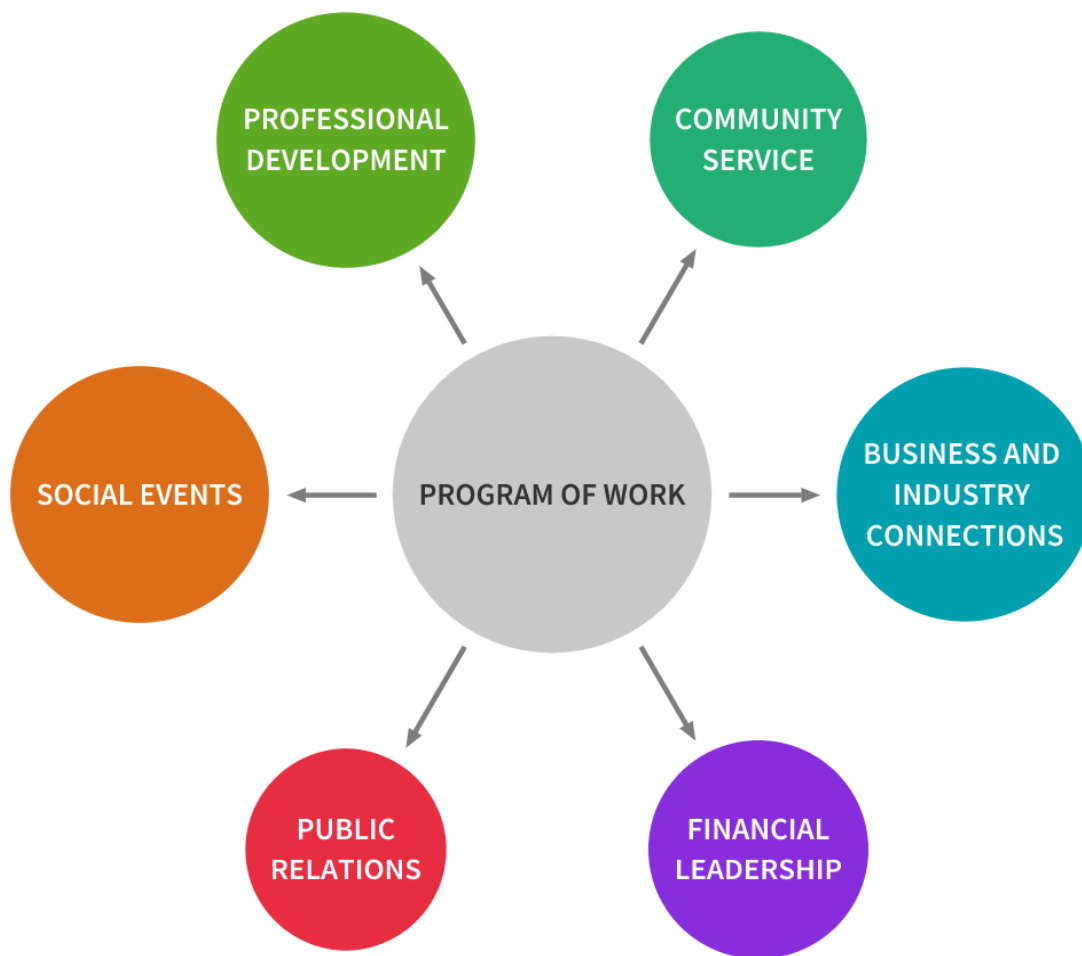 PROFESSIONAL
DEVELOPMENT
COMMUNITY
SERVICE
SOCIAL EVENTS
PROGRAM OF WORK
BUSINESS AND
INDUSTRY
CONNECTIONS
PUBLIC
RELATIONS
FINANCIAL
LEADERSHIP